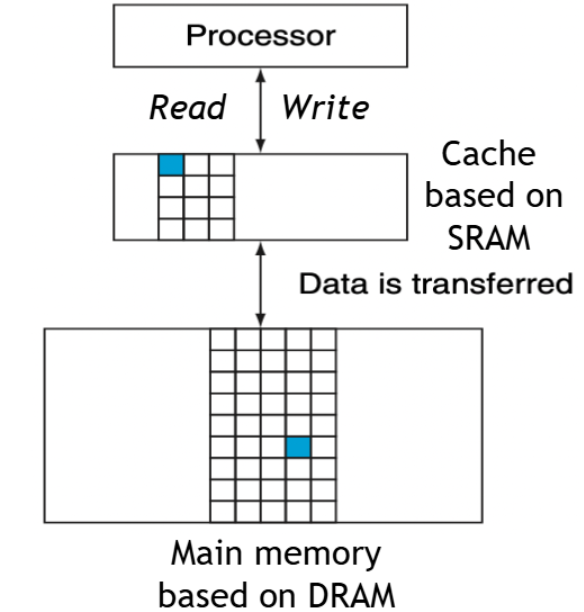 Processor
Read Write
Cache
based on
SRAM
Data is transferred
Main memory
based on DRAM